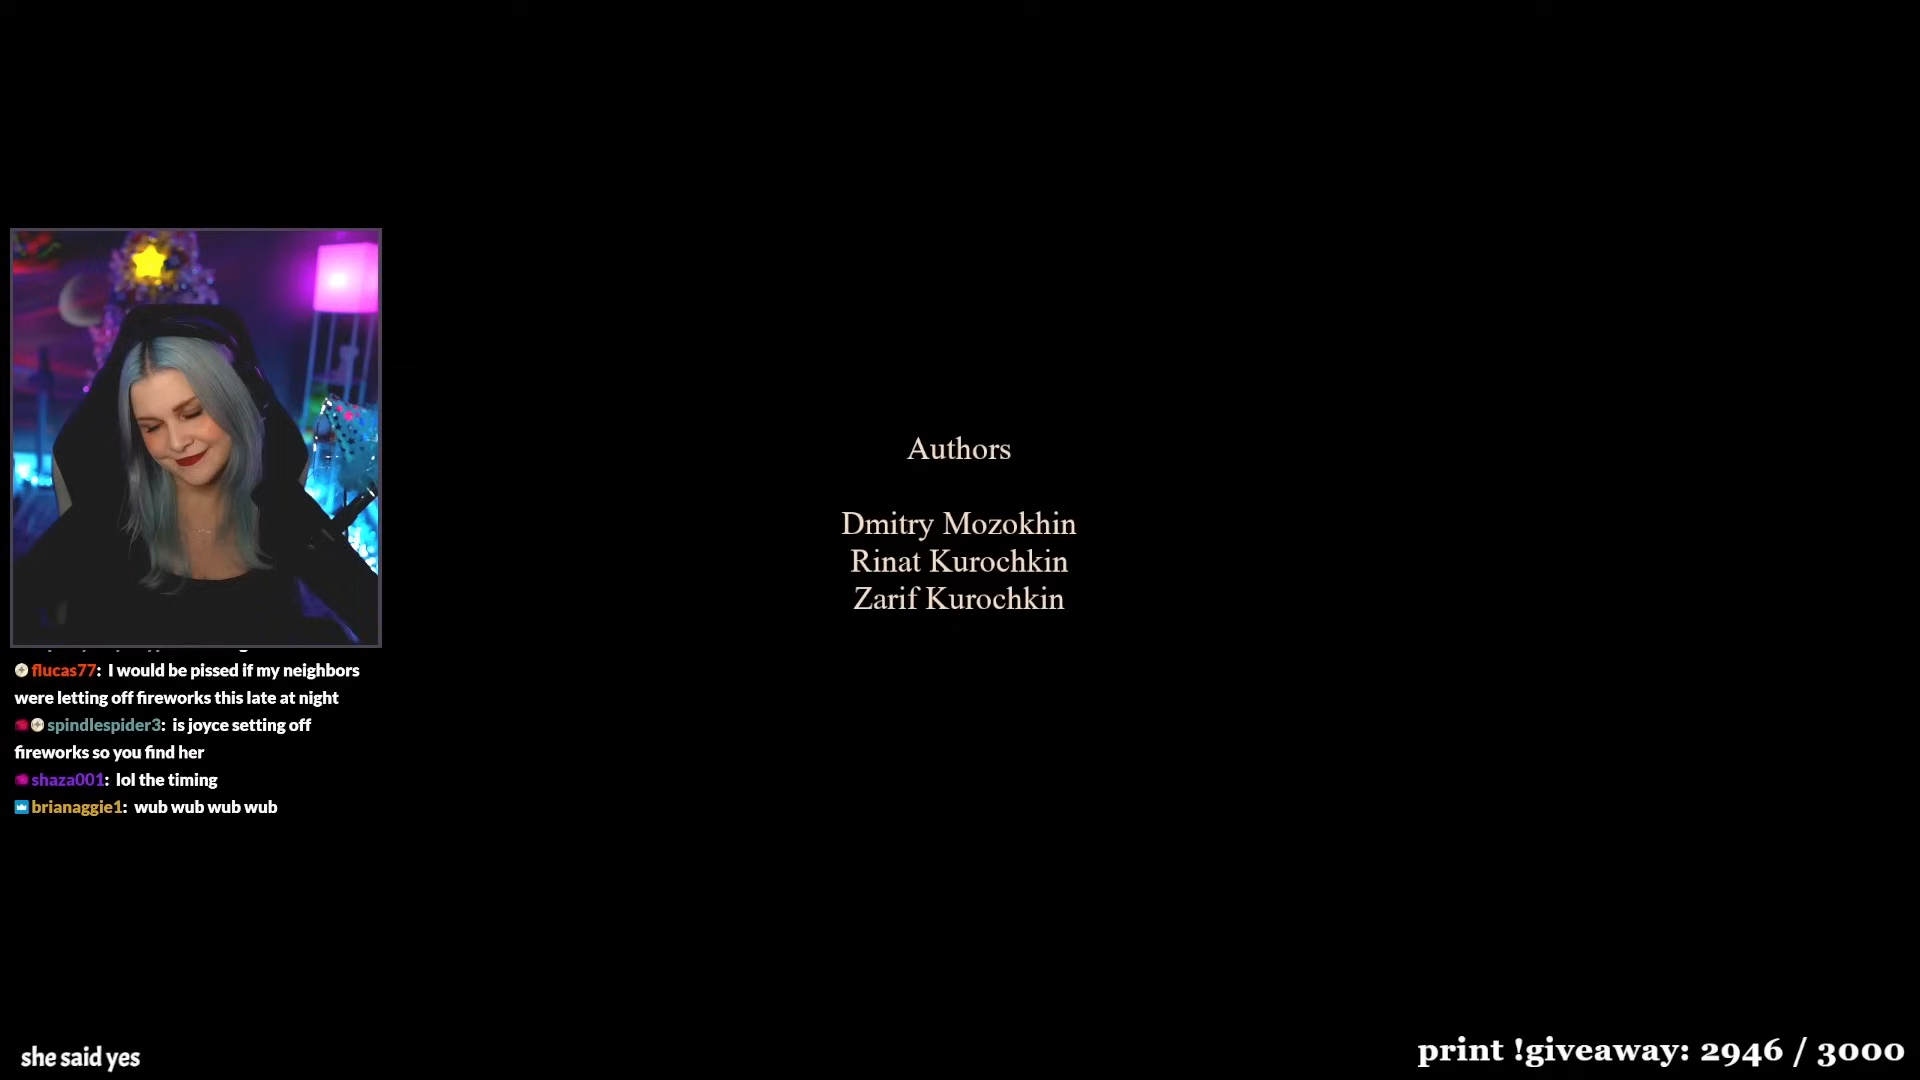 Authors
Dmitry Mozokhin
Rinat Kurochkin
Zarif Kurochkin
flucas77: I would be pissed if my neighbors
were letting off fireworks this late at night
spindlespider3: is joyce setting off
fireworks so you find her
shaza001: lol the timing
brianaggie1: wub wub wub wub
she said yes
print !giveaway: 2946 / 3000